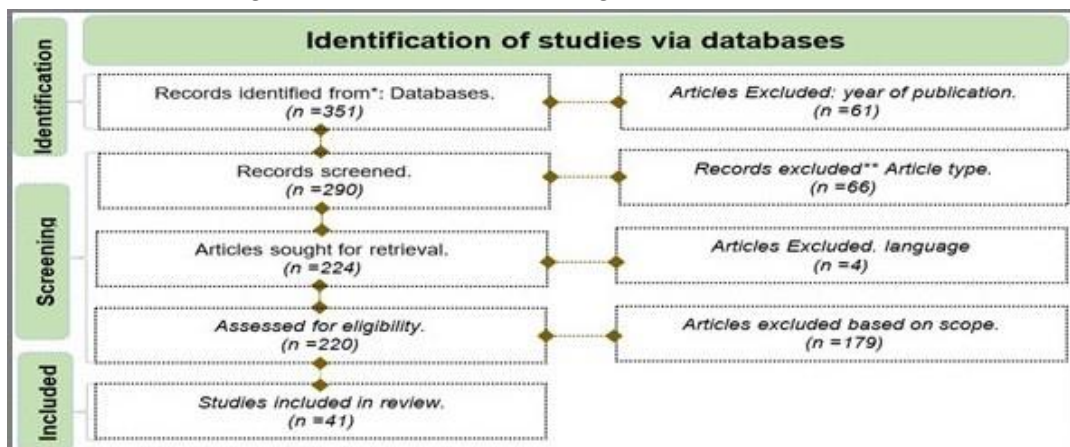 Identification of studies via databases
Identification
Records identified from*: Databases.
(n =351)
Articles Excluded: year of publication.
(n =61)
Screening
Records screened.
(n =290)
Records excluded** Article type.
(n =66)
Articles sought for retrieval.
(n =224)
Articles Excluded. language
(n =4)
Assessed for eligibility.
(n =220)
Articles excluded based on scope.
(n =179)
Included
Studies included in review.
(n =41)